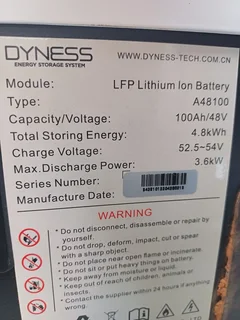 DYNESS
ENERGY STORAGE SYSTEM
WWW.DYNESS-TECH.COM.CN
Module: LFP Lithium Ion Battery
Type: A48100
Capacity/Voltage: 100Ah/48V
Total Storing Energy: 4.8kWh
Charge Voltage: 52.5~54V
Max.Discharge Power: 3.6kW
Series Number:
Manufacture Date:
WARNING
• Do not disconnect, disassemble or repair by
yourself.
• Do not drop, deform, impact, cut or spear
with a sharp object.
• Do not place near open flame or incinerate.
• Do not sit or put heavy things on battery.
• Keep away from moisture or liquid.
• Keep out of reach of children, animals or
insects.
• Contact the supplier within 24 hours if anything
wrong.